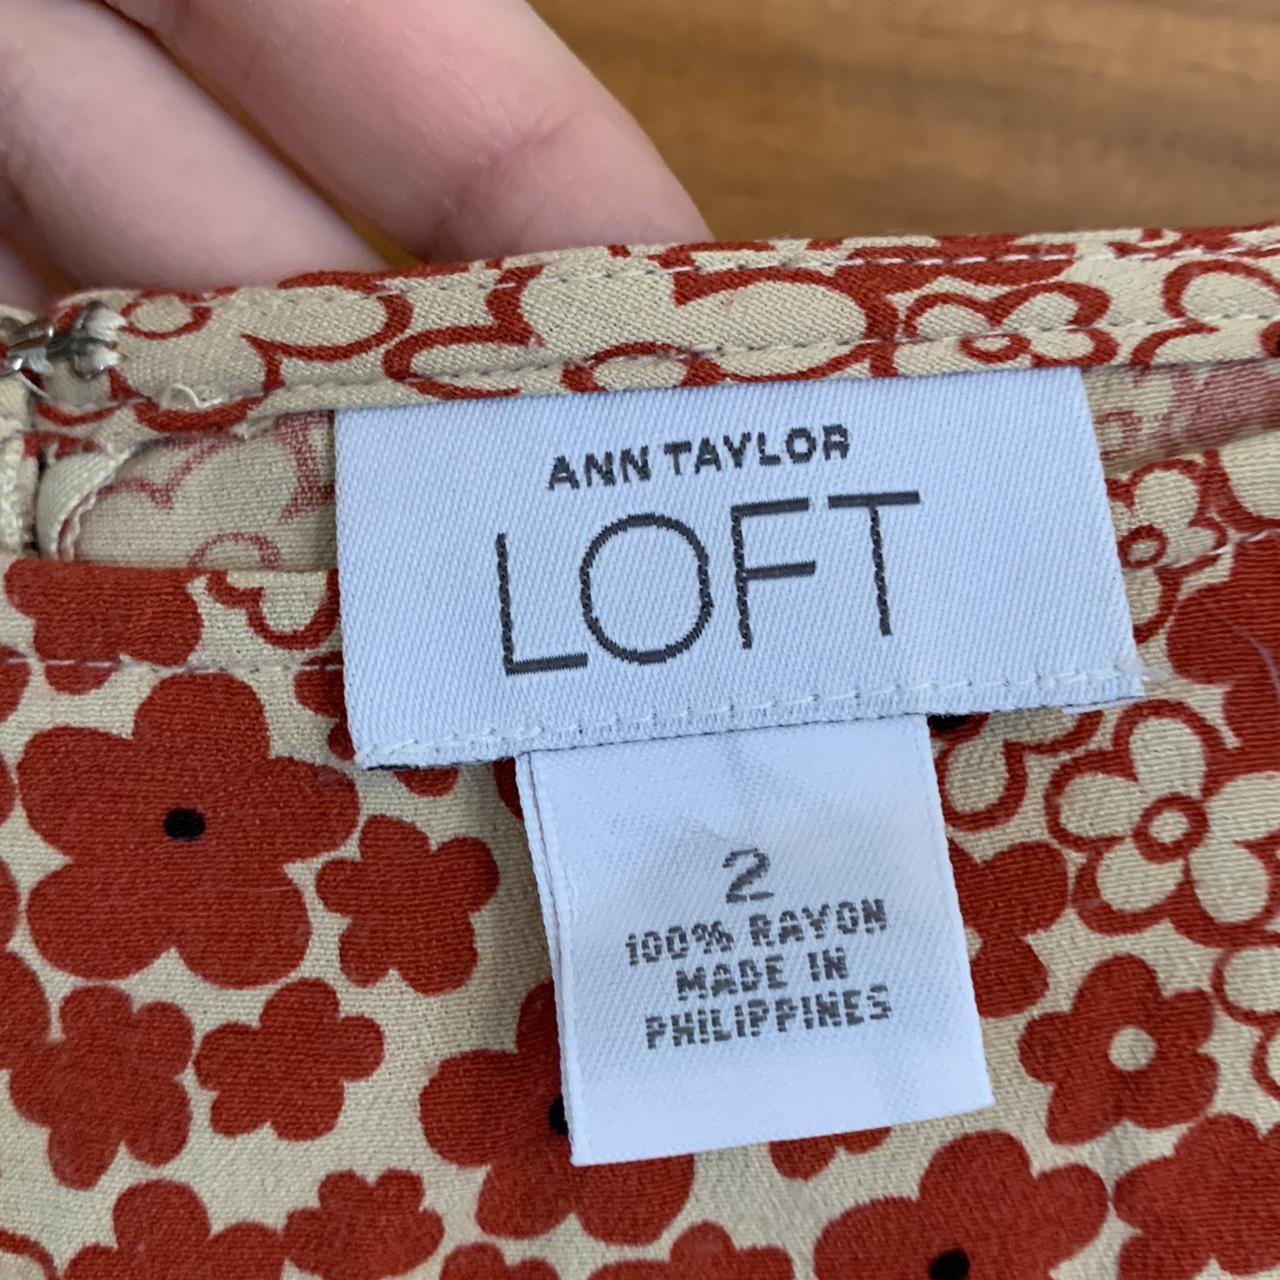 ANN TAYLOR
LOFT
2
100% RAYON
MADE IN
PHILIPPINES